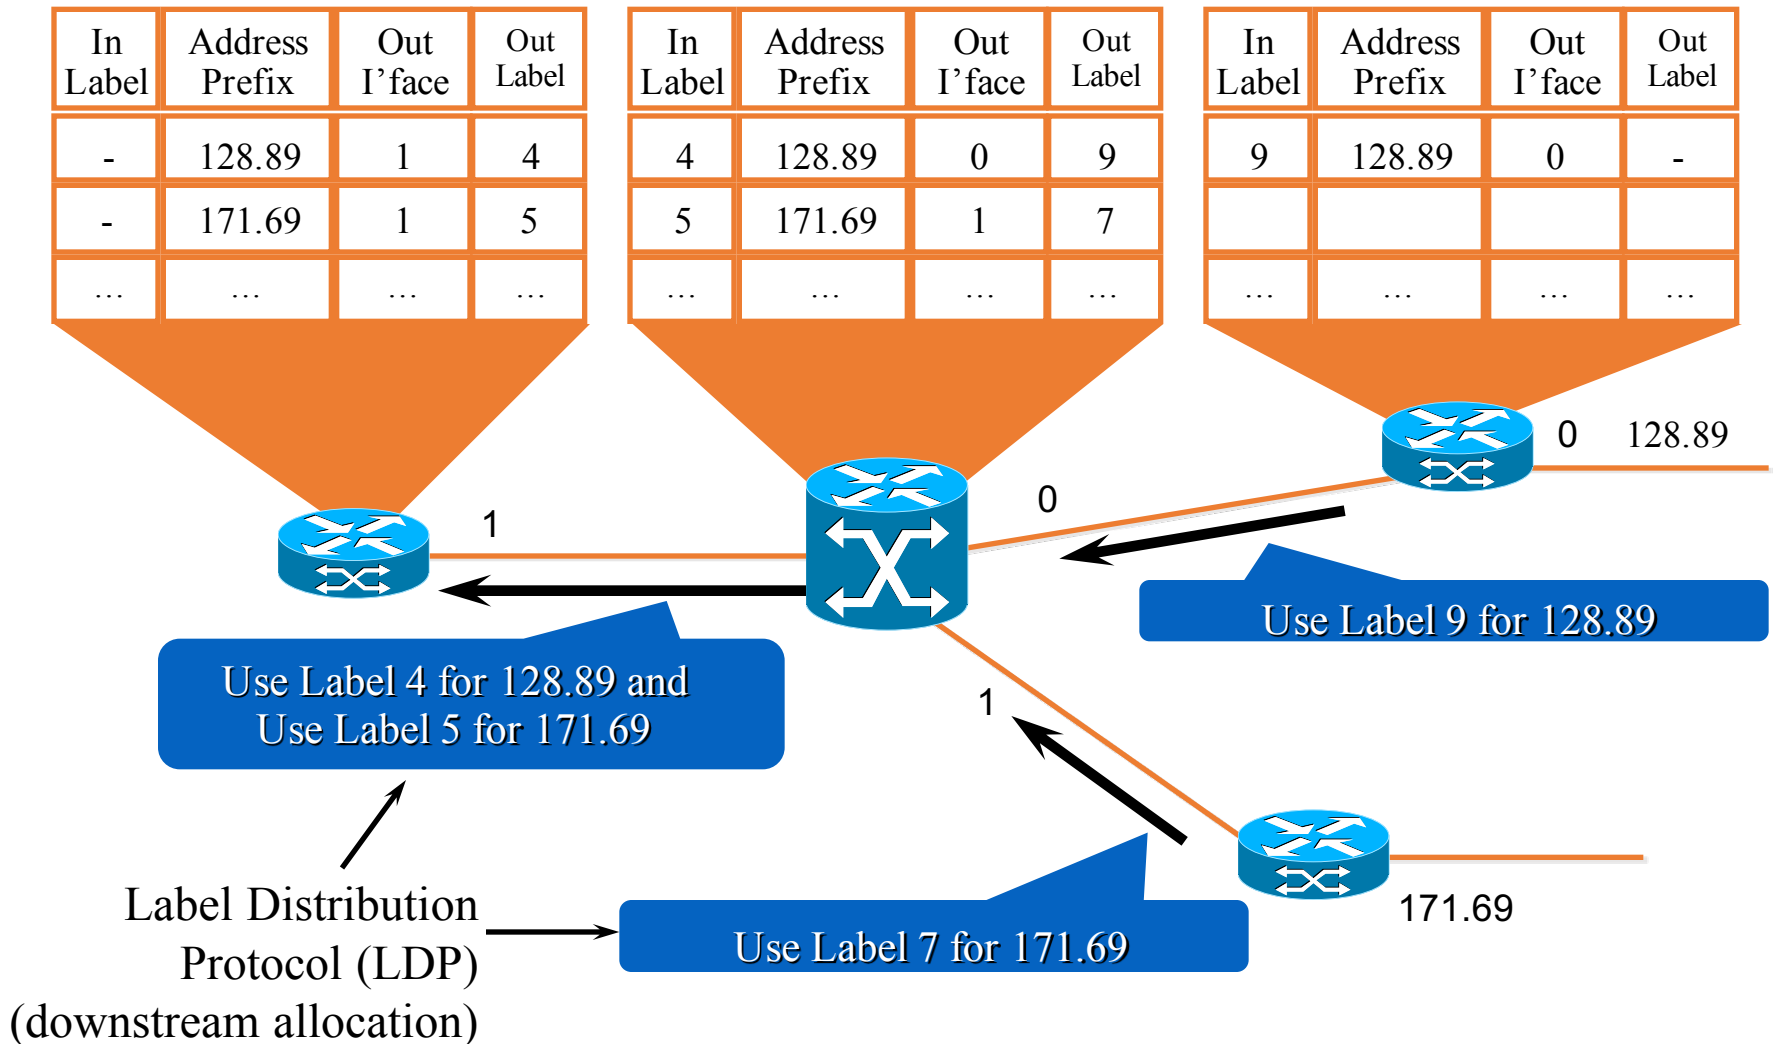 In Label Address Prefix Out I’face Out Label
- 128.89 1 4
- 171.69 1 5
… … … …
In Label Address Prefix Out I’face Out Label
4 128.89 0 9
5 171.69 1 7
… … … …
In Label Address Prefix Out I’face Out Label
9 128.89 0 -
… … … …
0 128.89
0
1
Use Label 9 for 128.89
Use Label 4 for 128.89 and
Use Label 5 for 171.69
1
171.69
Use Label 7 for 171.69
Label Distribution
Protocol (LDP)
(downstream allocation)